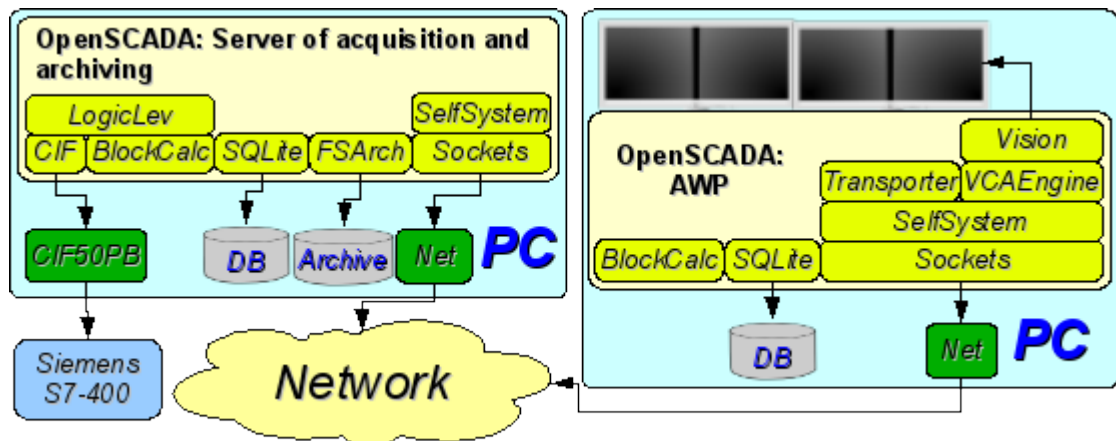 OpenSCADA: Server of acquisition and
archiving
LogicLev
SelfSystem
CIF
BlockCalc
SQLite
FSArch
Sockets
CIF50PB
DB
Archive
Net
PC
Siemens
S7-400
Network
OpenSCADA:
AWP
Vision
Transporter
VCAEngine
SelfSystem
BlockCalc
SQLite
Sockets
DB
Net
PC